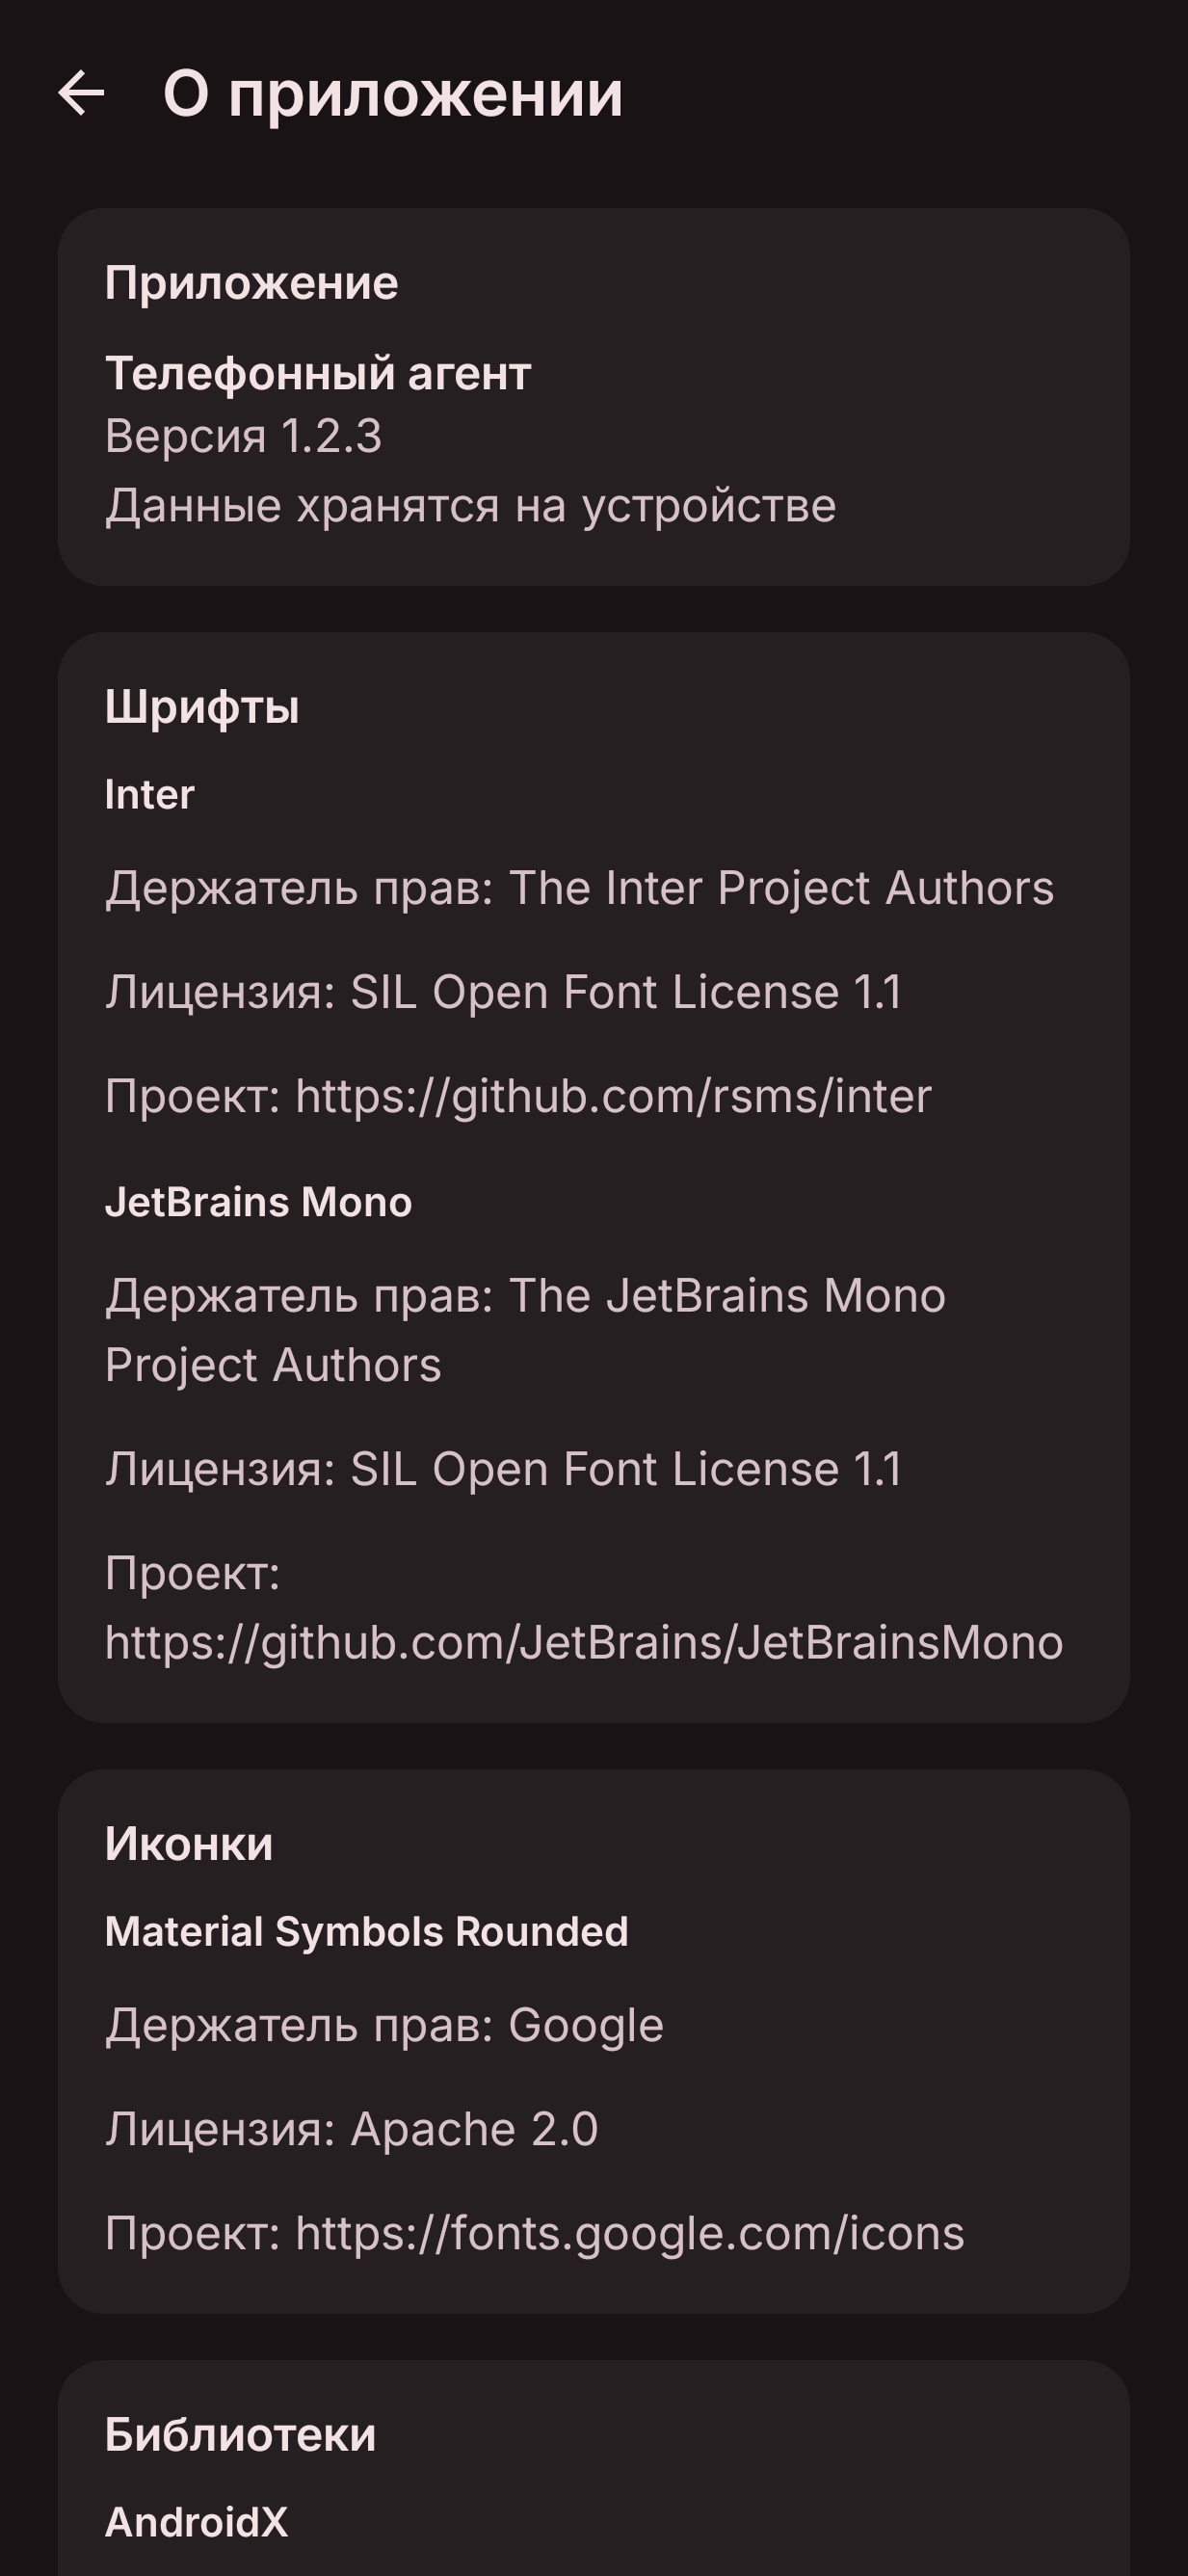 О приложении
Приложение
Телефонный агент
Версия 1.2.3
Данные хранятся на устройстве
Шрифты
Inter
Держатель прав: The Inter Project Authors
Лицензия: SIL Open Font License 1.1
Проект: https://github.com/rsms/inter
JetBrains Mono
Держатель прав: The JetBrains Mono
Project Authors
Лицензия: SIL Open Font License 1.1
Проект:
https://github.com/JetBrains/JetBrainsMono
Иконки
Material Symbols Rounded
Держатель прав: Google
Лицензия: Apache 2.0
Проект: https://fonts.google.com/icons
Библиотеки
AndroidX